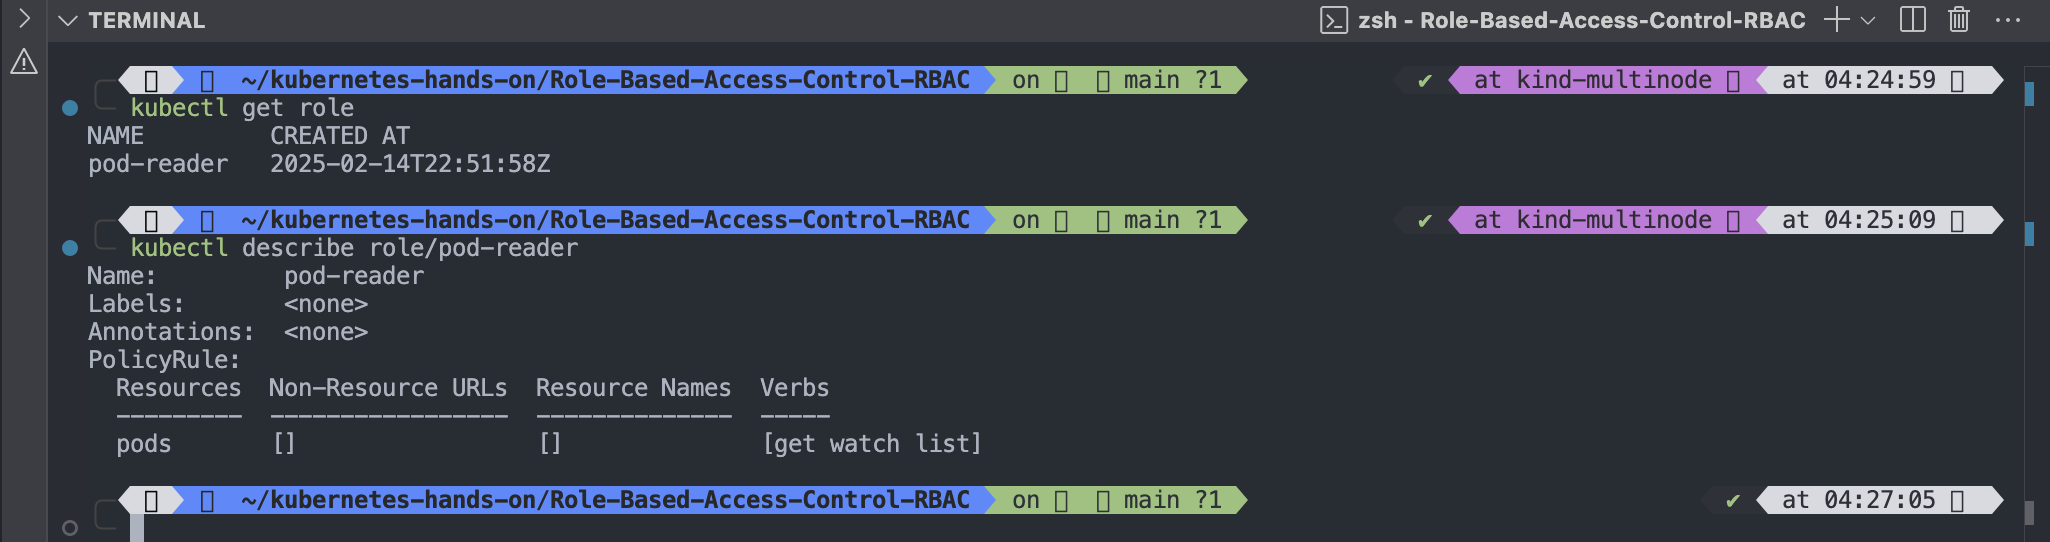 TERMINAL
zsh - Role-Based-Access-Control-RBAC
~/kubernetes-hands-on/Role-Based-Access-Control-RBAC on main ?1 ✔ at kind-multinode at 04:24:59
kubectl get role
NAME CREATED AT
pod-reader 2025-02-14T22:51:58Z
~/kubernetes-hands-on/Role-Based-Access-Control-RBAC on main ?1 ✔ at kind-multinode at 04:25:09
kubectl describe role/pod-reader
Name: pod-reader
Labels: <none>
Annotations: <none>
PolicyRule:
Resources Non-Resource URLs Resource Names Verbs
--------- ----------------- -------------- -----
pods [] [] [get watch list]
~/kubernetes-hands-on/Role-Based-Access-Control-RBAC on main ?1 ✔ at 04:27:05